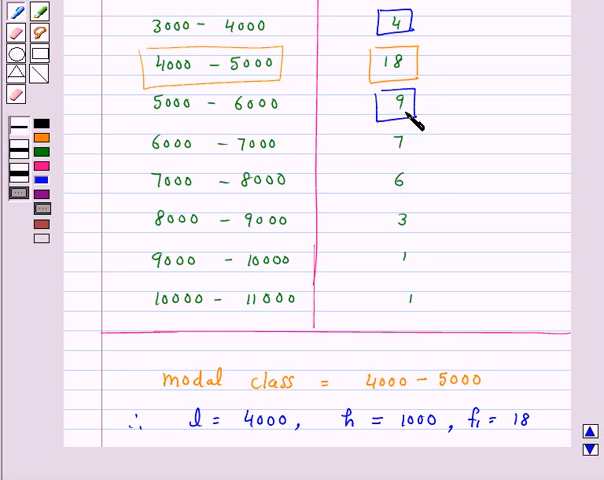 3000 - 4000 4
4000 - 5000 18
5000 - 6000 9
6000 - 7000 7
7000 - 8000 6
8000 - 9000 3
9000 - 10000 1
10000 - 11000 1
modal class = 4000 - 5000
∴ l = 4000, h = 1000, f₁ = 18